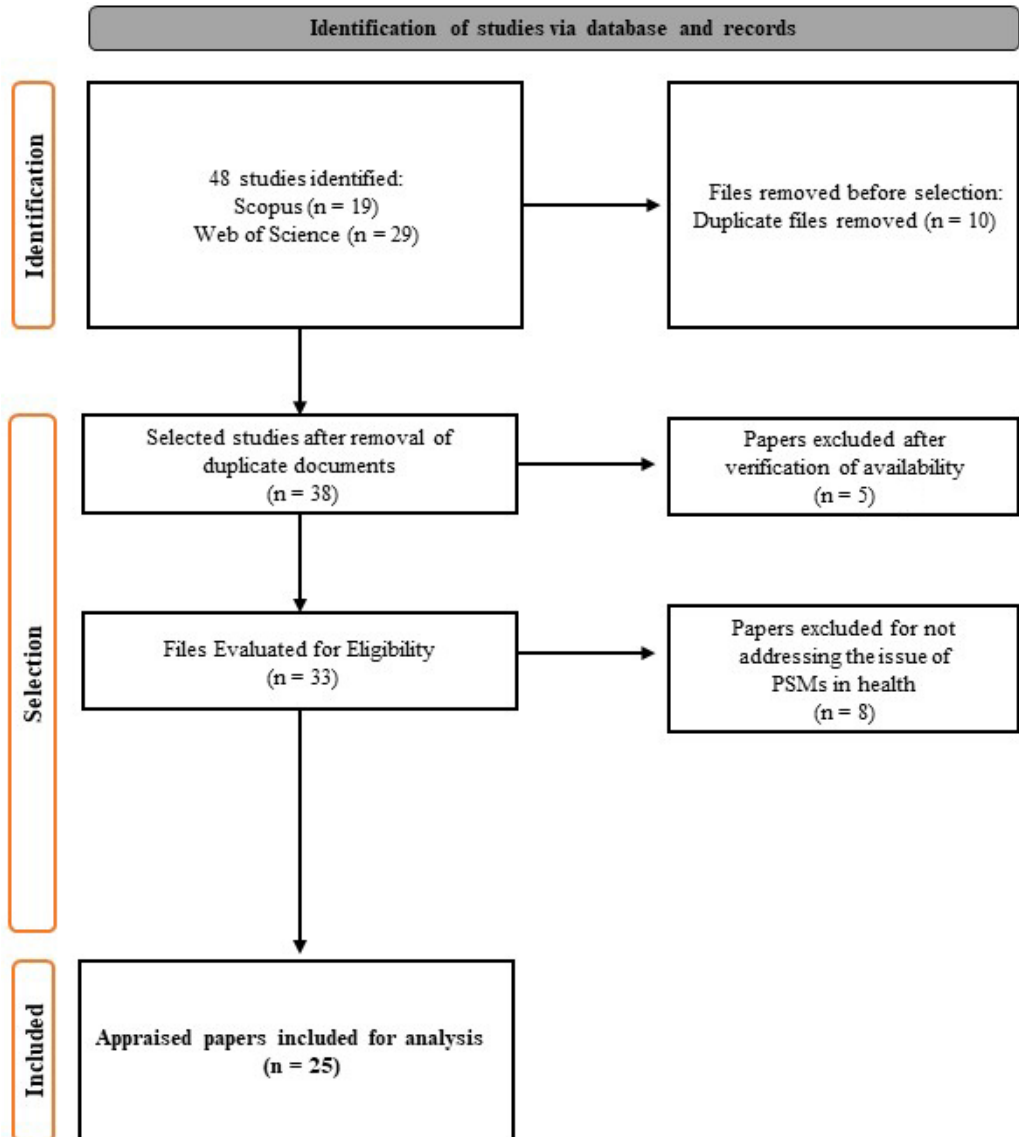 Identification of studies via database and records
Identification
48 studies identified:
Scopus (n = 19)
Web of Science (n = 29)
Files removed before selection:
Duplicate files removed (n = 10)
Selection
Selected studies after removal of
duplicate documents
(n = 38)
Papers excluded after
verification of availability
(n = 5)
Files Evaluated for Eligibility
(n = 33)
Papers excluded for not
addressing the issue of
PSMs in health
(n = 8)
Included
Appraised papers included for analysis
(n = 25)